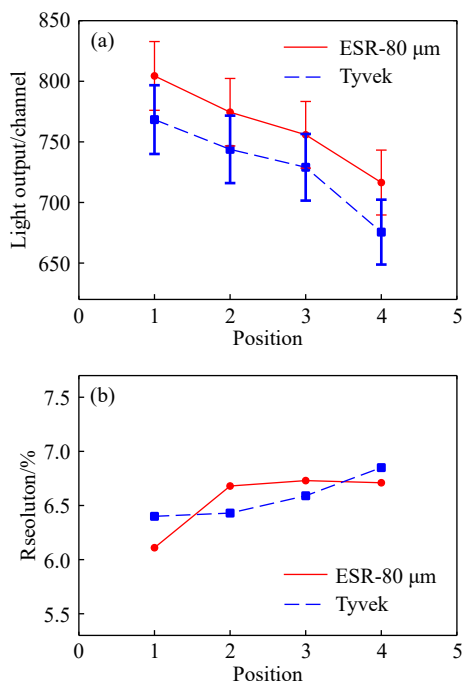 850
(a)
ESR-80 μm
Tyvek
800
Light output/channel
750
700
650
0
1
2
3
4
5
Position
7.5
(b)
7.0
Rseoluton/%
6.5
6.0
ESR-80 μm
Tyvek
5.5
0
1
2
3
4
5
Position